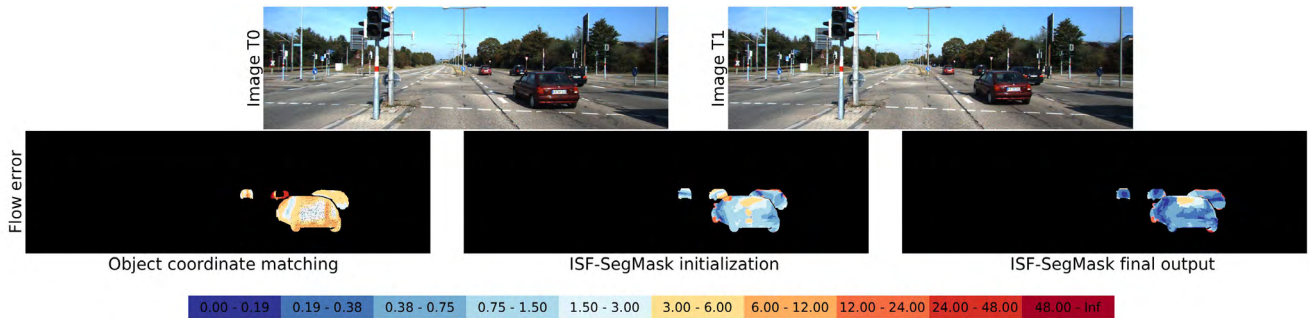 Image T0
Image T1
Flow error
Object coordinate matching
ISF-SegMask initialization
ISF-SegMask final output
0.00 - 0.19
0.19 - 0.38
0.38 - 0.75
0.75 - 1.50
1.50 - 3.00
3.00 - 6.00
6.00 - 12.00
12.00 - 24.00
24.00 - 48.00
48.00 - Inf